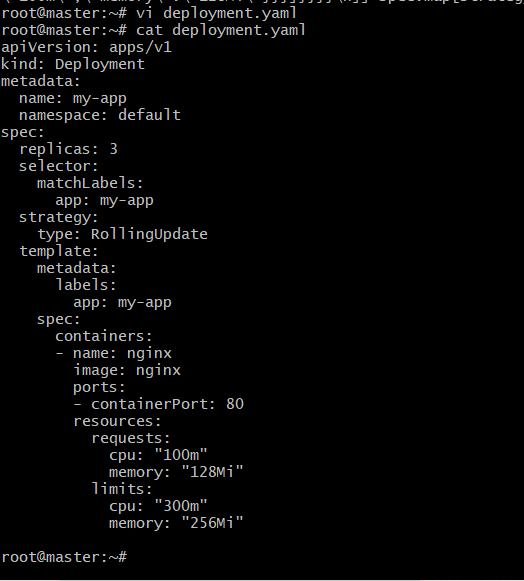 root@master:~# vi deployment.yaml
root@master:~# cat deployment.yaml
apiVersion: apps/v1
kind: Deployment
metadata:
  name: my-app
  namespace: default
spec:
  replicas: 3
  selector:
    matchLabels:
      app: my-app
  strategy:
    type: RollingUpdate
  template:
    metadata:
      labels:
        app: my-app
    spec:
      containers:
      - name: nginx
        image: nginx
        ports:
        - containerPort: 80
        resources:
          requests:
            cpu: "100m"
            memory: "128Mi"
          limits:
            cpu: "300m"
            memory: "256Mi"
root@master:~#